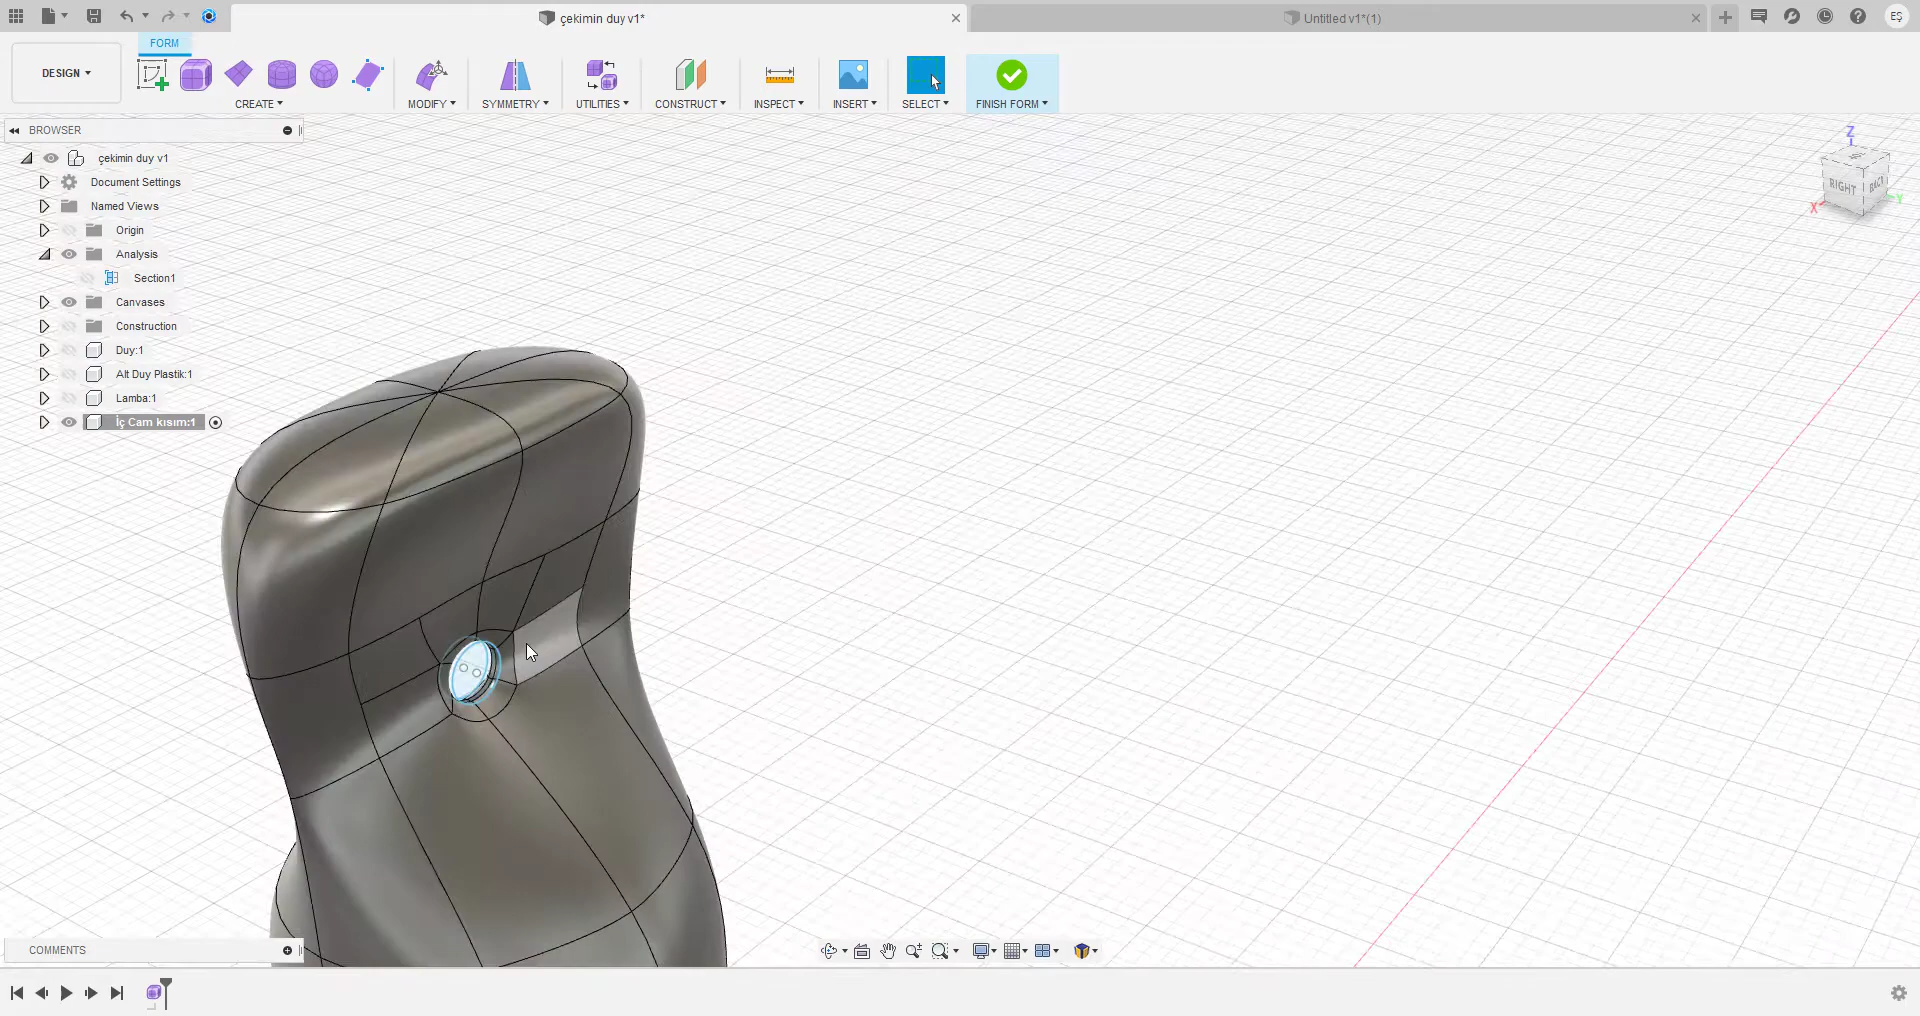 çekimin duy v1*
Untitled v1*(1)
EŞ
DESIGN
FORM
CREATE
MODIFY
SYMMETRY
UTILITIES
CONSTRUCT
INSPECT
INSERT
SELECT
FINISH FORM
BROWSER
çekimin duy v1
Document Settings
Named Views
Origin
Analysis
Section1
Canvases
Construction
Duy:1
Alt Duy Plastik:1
Lamba:1
İç Cam kısım:1
Z
RIGHT
BACK
X
Y
COMMENTS